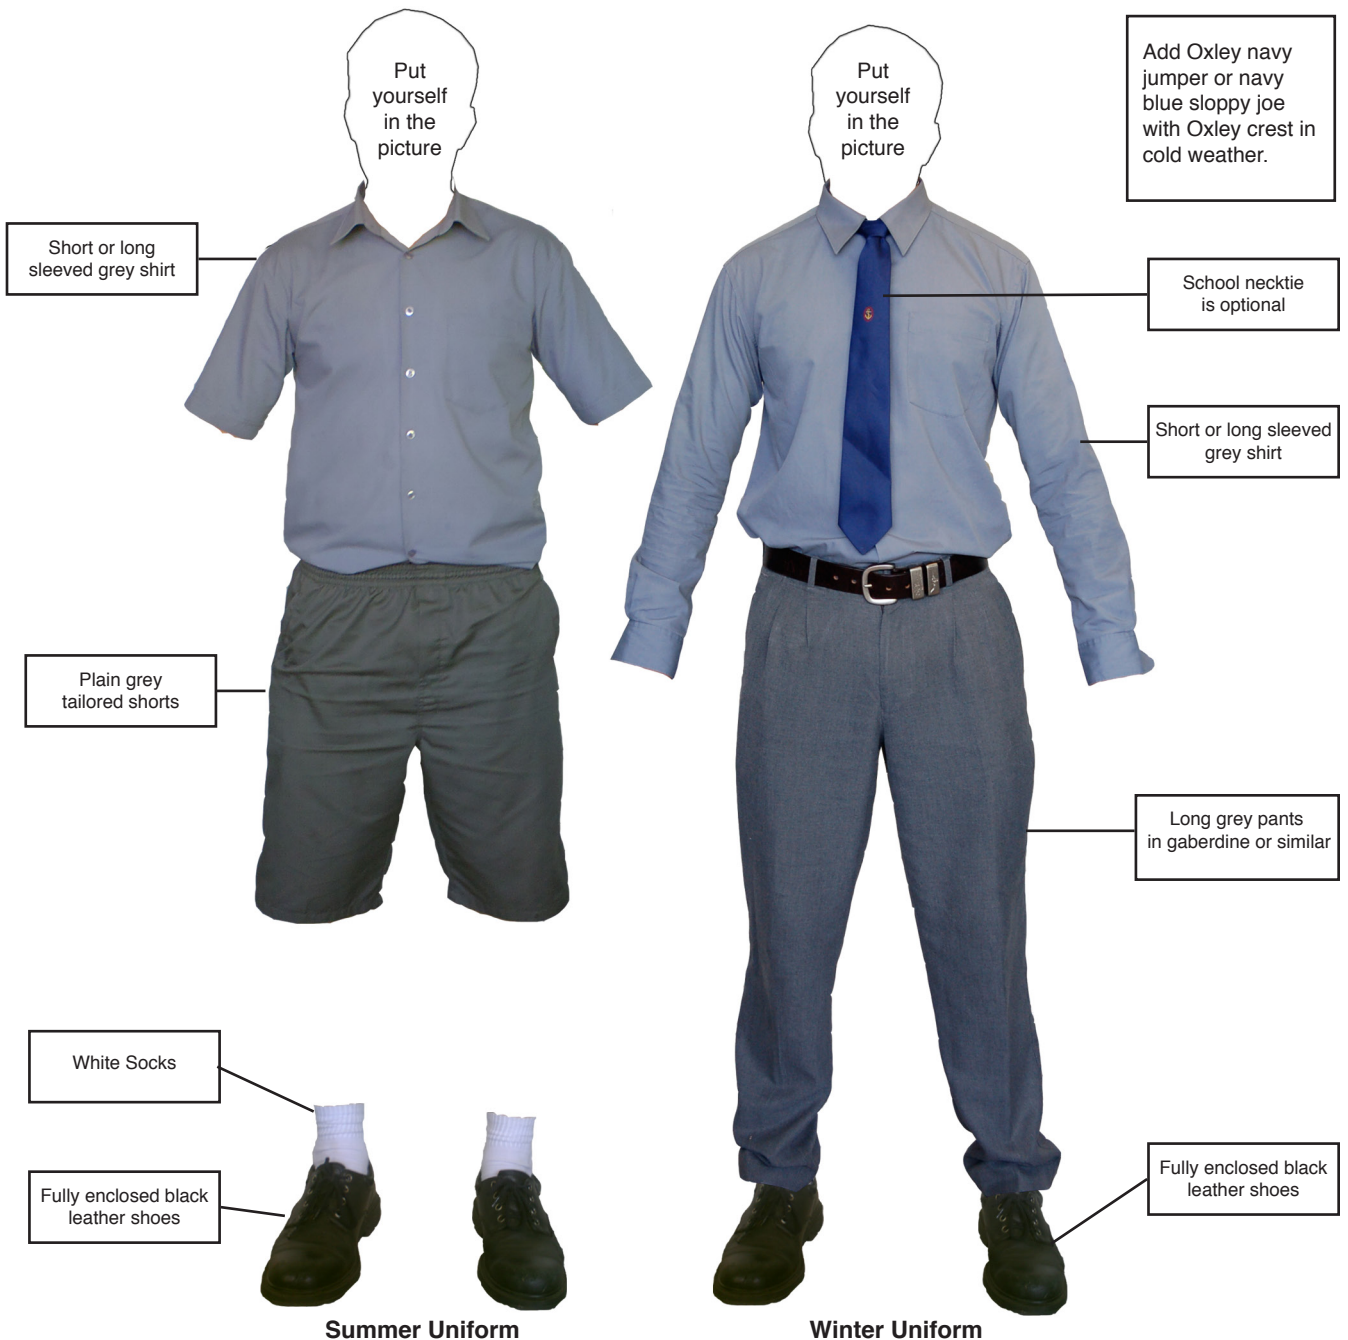 Put
yourself
in the
picture
Put
yourself
in the
picture
Add Oxley navy
jumper or navy
blue sloppy joe
with Oxley crest in
cold weather.
Short or long
sleeved grey shirt
School necktie
is optional
Short or long sleeved
grey shirt
Plain grey
tailored shorts
Long grey pants
in gaberdine or similar
White Socks
Fully enclosed black
leather shoes
Fully enclosed black
leather shoes
Summer Uniform
Winter Uniform